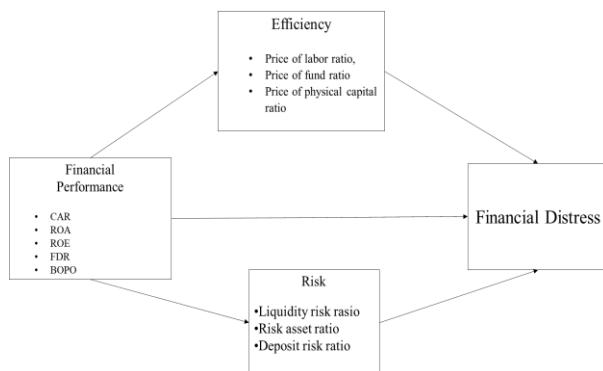 Efficiency
• Price of labor ratio,
• Price of fund ratio
• Price of physical capital
ratio
Financial
Performance
• CAR
• ROA
• ROE
• FDR
• BOPO
Financial Distress
Risk
•Liquidity risk rasio
•Risk asset ratio
•Deposit risk ratio